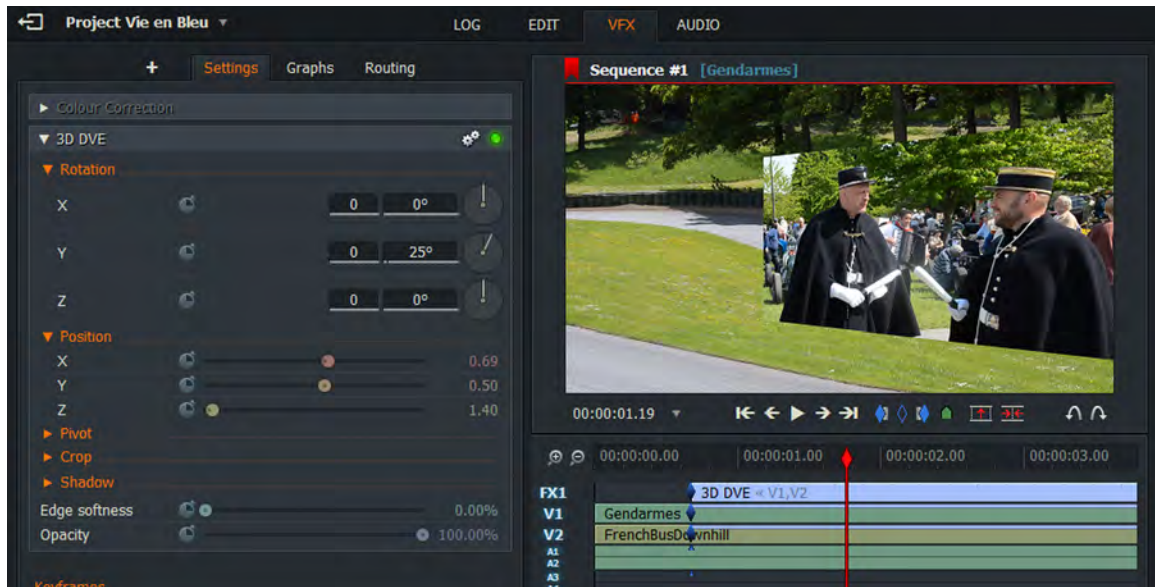 Project Vie en Bleu
LOG EDIT VFX AUDIO
+ Settings Graphs Routing
Colour Correction
3D DVE
Rotation
X 0 0°
Y 0 25°
Z 0 0°
Position
X 0.69
Y 0.50
Z 1.40
Pivot
Crop
Shadow
Edge softness 0.00%
Opacity 100.00%
Keyframes
Sequence #1 [Gendarmes]
00:00:01.19
00:00:00.00 00:00:01.00 00:00:02.00 00:00:03.00
FX1 3D DVE « V1,V2
V1 Gendarmes
V2 FrenchBusDownhill
A1
A2
A3